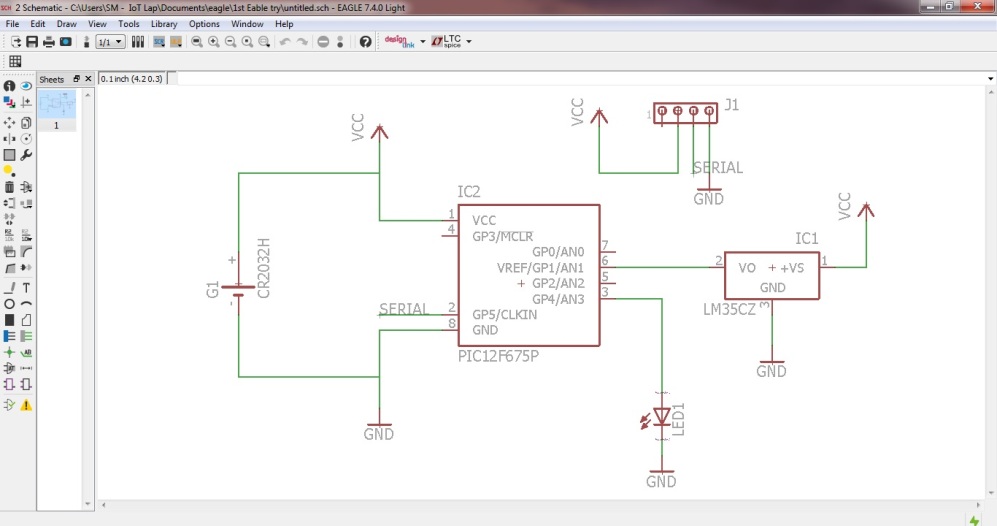 2 Schematic - C:\Users\SM - IoT Lap\Documents\eagle\1st Eable try\untitled.sch - EAGLE 7.4.0 Light
File Edit Draw View Tools Library Options Window Help
1/1
design link
LTC spice
Sheets
0.1 inch (4.2 0.3)
1
VCC
VCC
1
J1
SERIAL
GND
IC2
1
VCC
4
GP3/MCLR
GP0/AN0
7
VREF/GP1/AN1
6
GP2/AN2
5
GP4/AN3
3
SERIAL
2
GP5/CLKIN
8
GND
PIC12F675P
G1
+
-
CR2032H
GND
VCC
IC1
2
VO
+VS
1
GND
3
LM35CZ
GND
LED1
GND